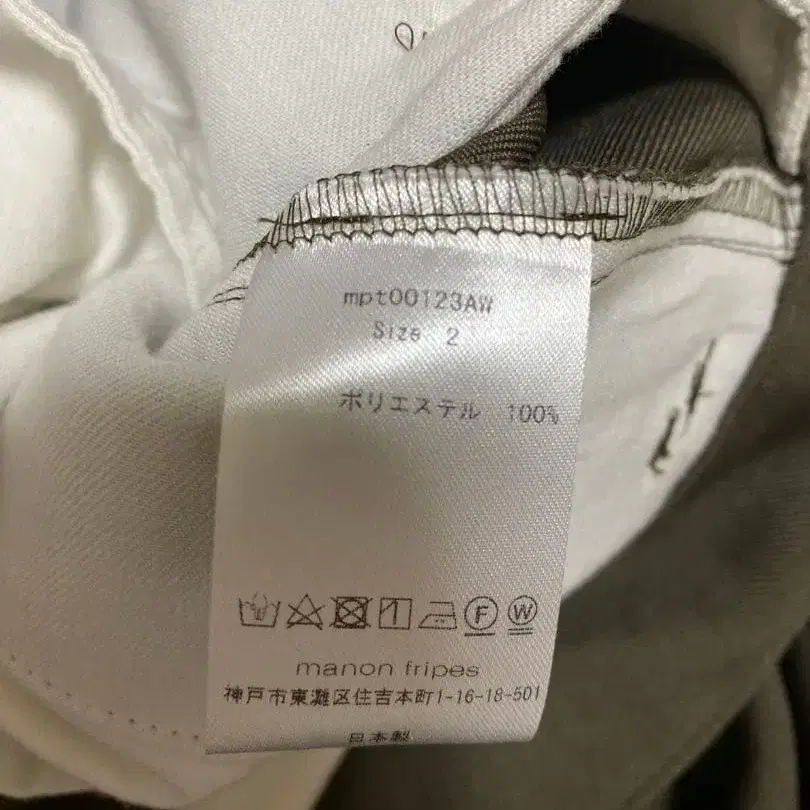 mpt00123AW
Size 2
ポリエステル 100%
F W
manon fripes
神戸市東灘区住吉本町1-16-18-501
日本製